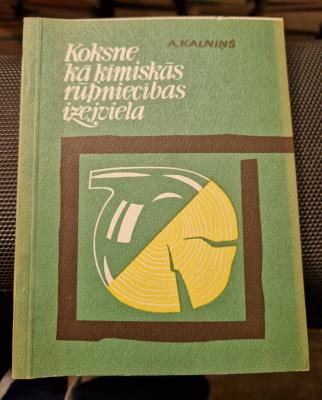 A. KALNIŅŠ
Koksne
kā ķīmiskās
rūpniecības
izejviela